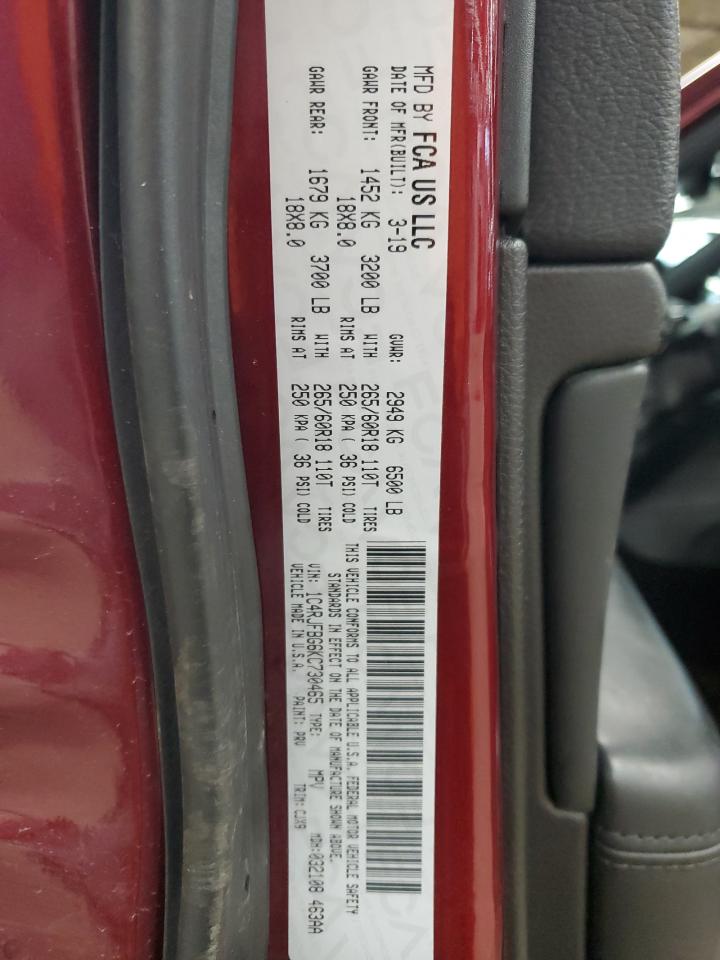 MFD BY FCA US LLC
DATE OF MFR(BUILT): 3-19 GVWR: 2949 KG 6500 LB
GAWR FRONT: 1452 KG 3200 LB WITH 265/60R18 110T TIRES
18X8.0 RIMS AT 250 KPA ( 36 PSI) COLD
GAWR REAR: 1679 KG 3700 LB WITH 265/60R18 110T TIRES
18X8.0 RIMS AT 250 KPA ( 36 PSI) COLD
THIS VEHICLE CONFORMS TO ALL APPLICABLE U.S.A. FEDERAL MOTOR VEHICLE SAFETY
STANDARDS IN EFFECT ON THE DATE OF MANUFACTURE SHOWN ABOVE.
VIN: 1C4RJFBG6KC730465 TYPE: MPV MDH:032108 463AA
VEHICLE MADE IN U.S.A. PAINT: PRV TRIM:CJX9